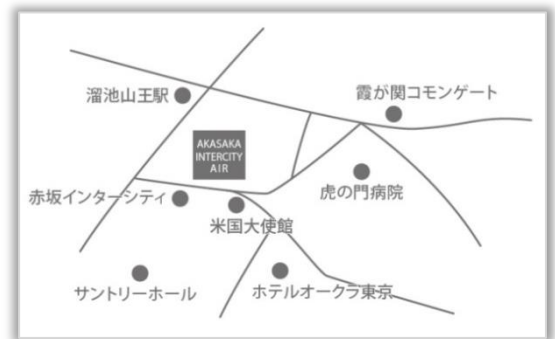 溜池山王駅
霞が関コモンゲート
AKASAKA
INTERCITY
AIR
虎の門病院
赤坂インターシティ
米国大使館
サントリーホール
ホテルオークラ東京